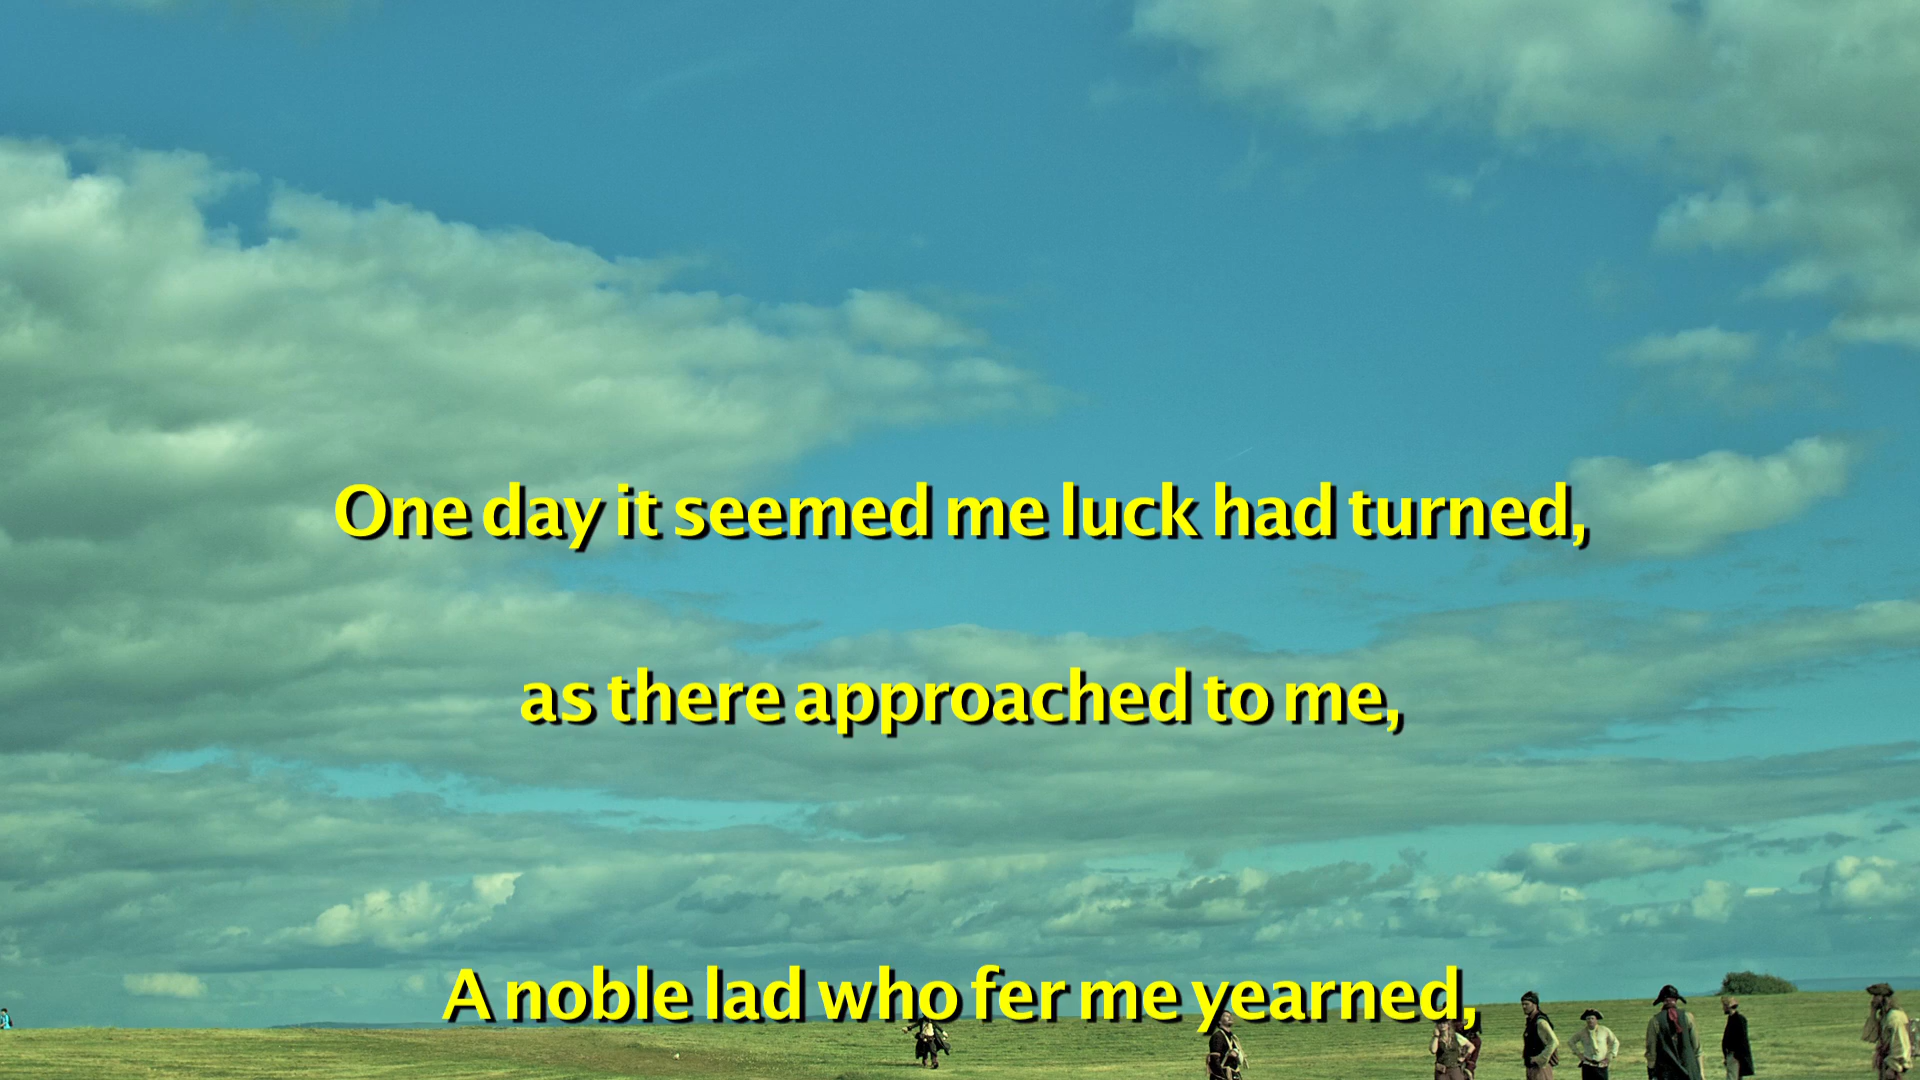 One day it seemed me luck had turned,
as there approached to me,
A noble lad who fer me yearned,